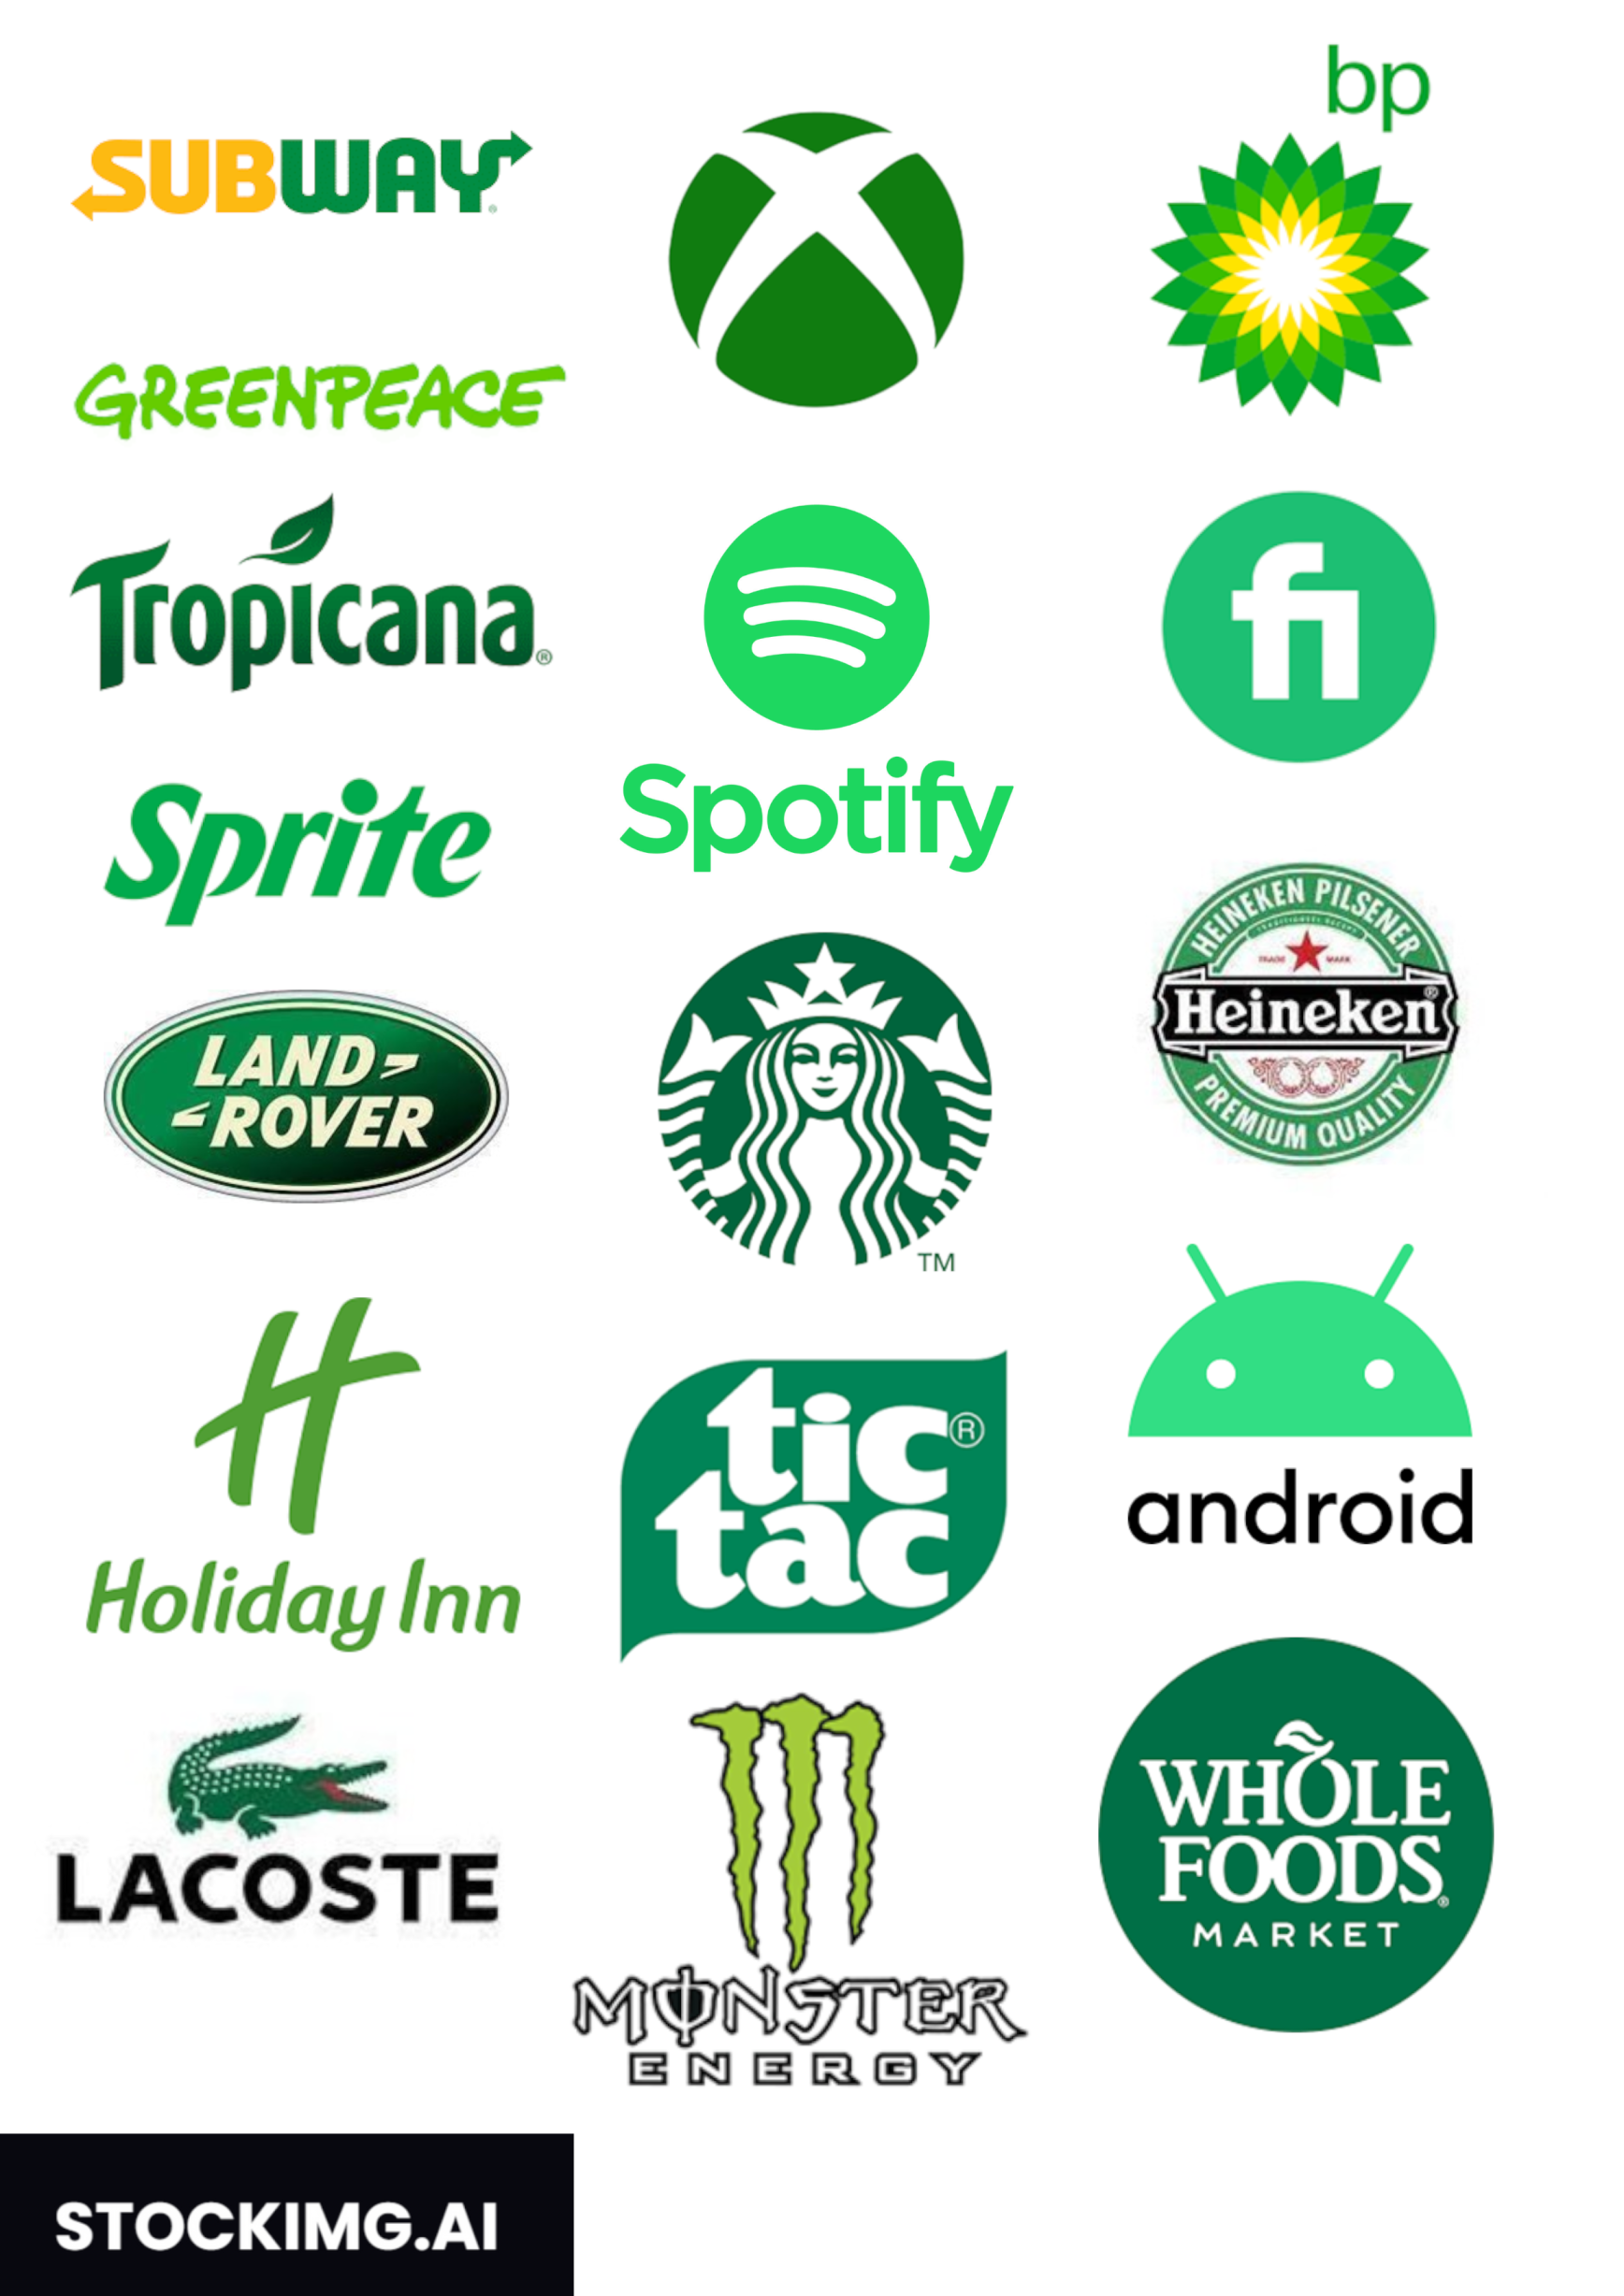 SUBWAY®
GREENPEACE
Tropicana®
Sprite
LAND
ROVER
Holiday Inn
LACOSTE
Spotify
TM
tic®
tac
MONSTER
ENERGY
bp
fi
HEINEKEN PILSENER
TRADE MARK
Heineken®
PREMIUM QUALITY
android
WHOLE
FOODS®
MARKET
STOCKIMG.AI